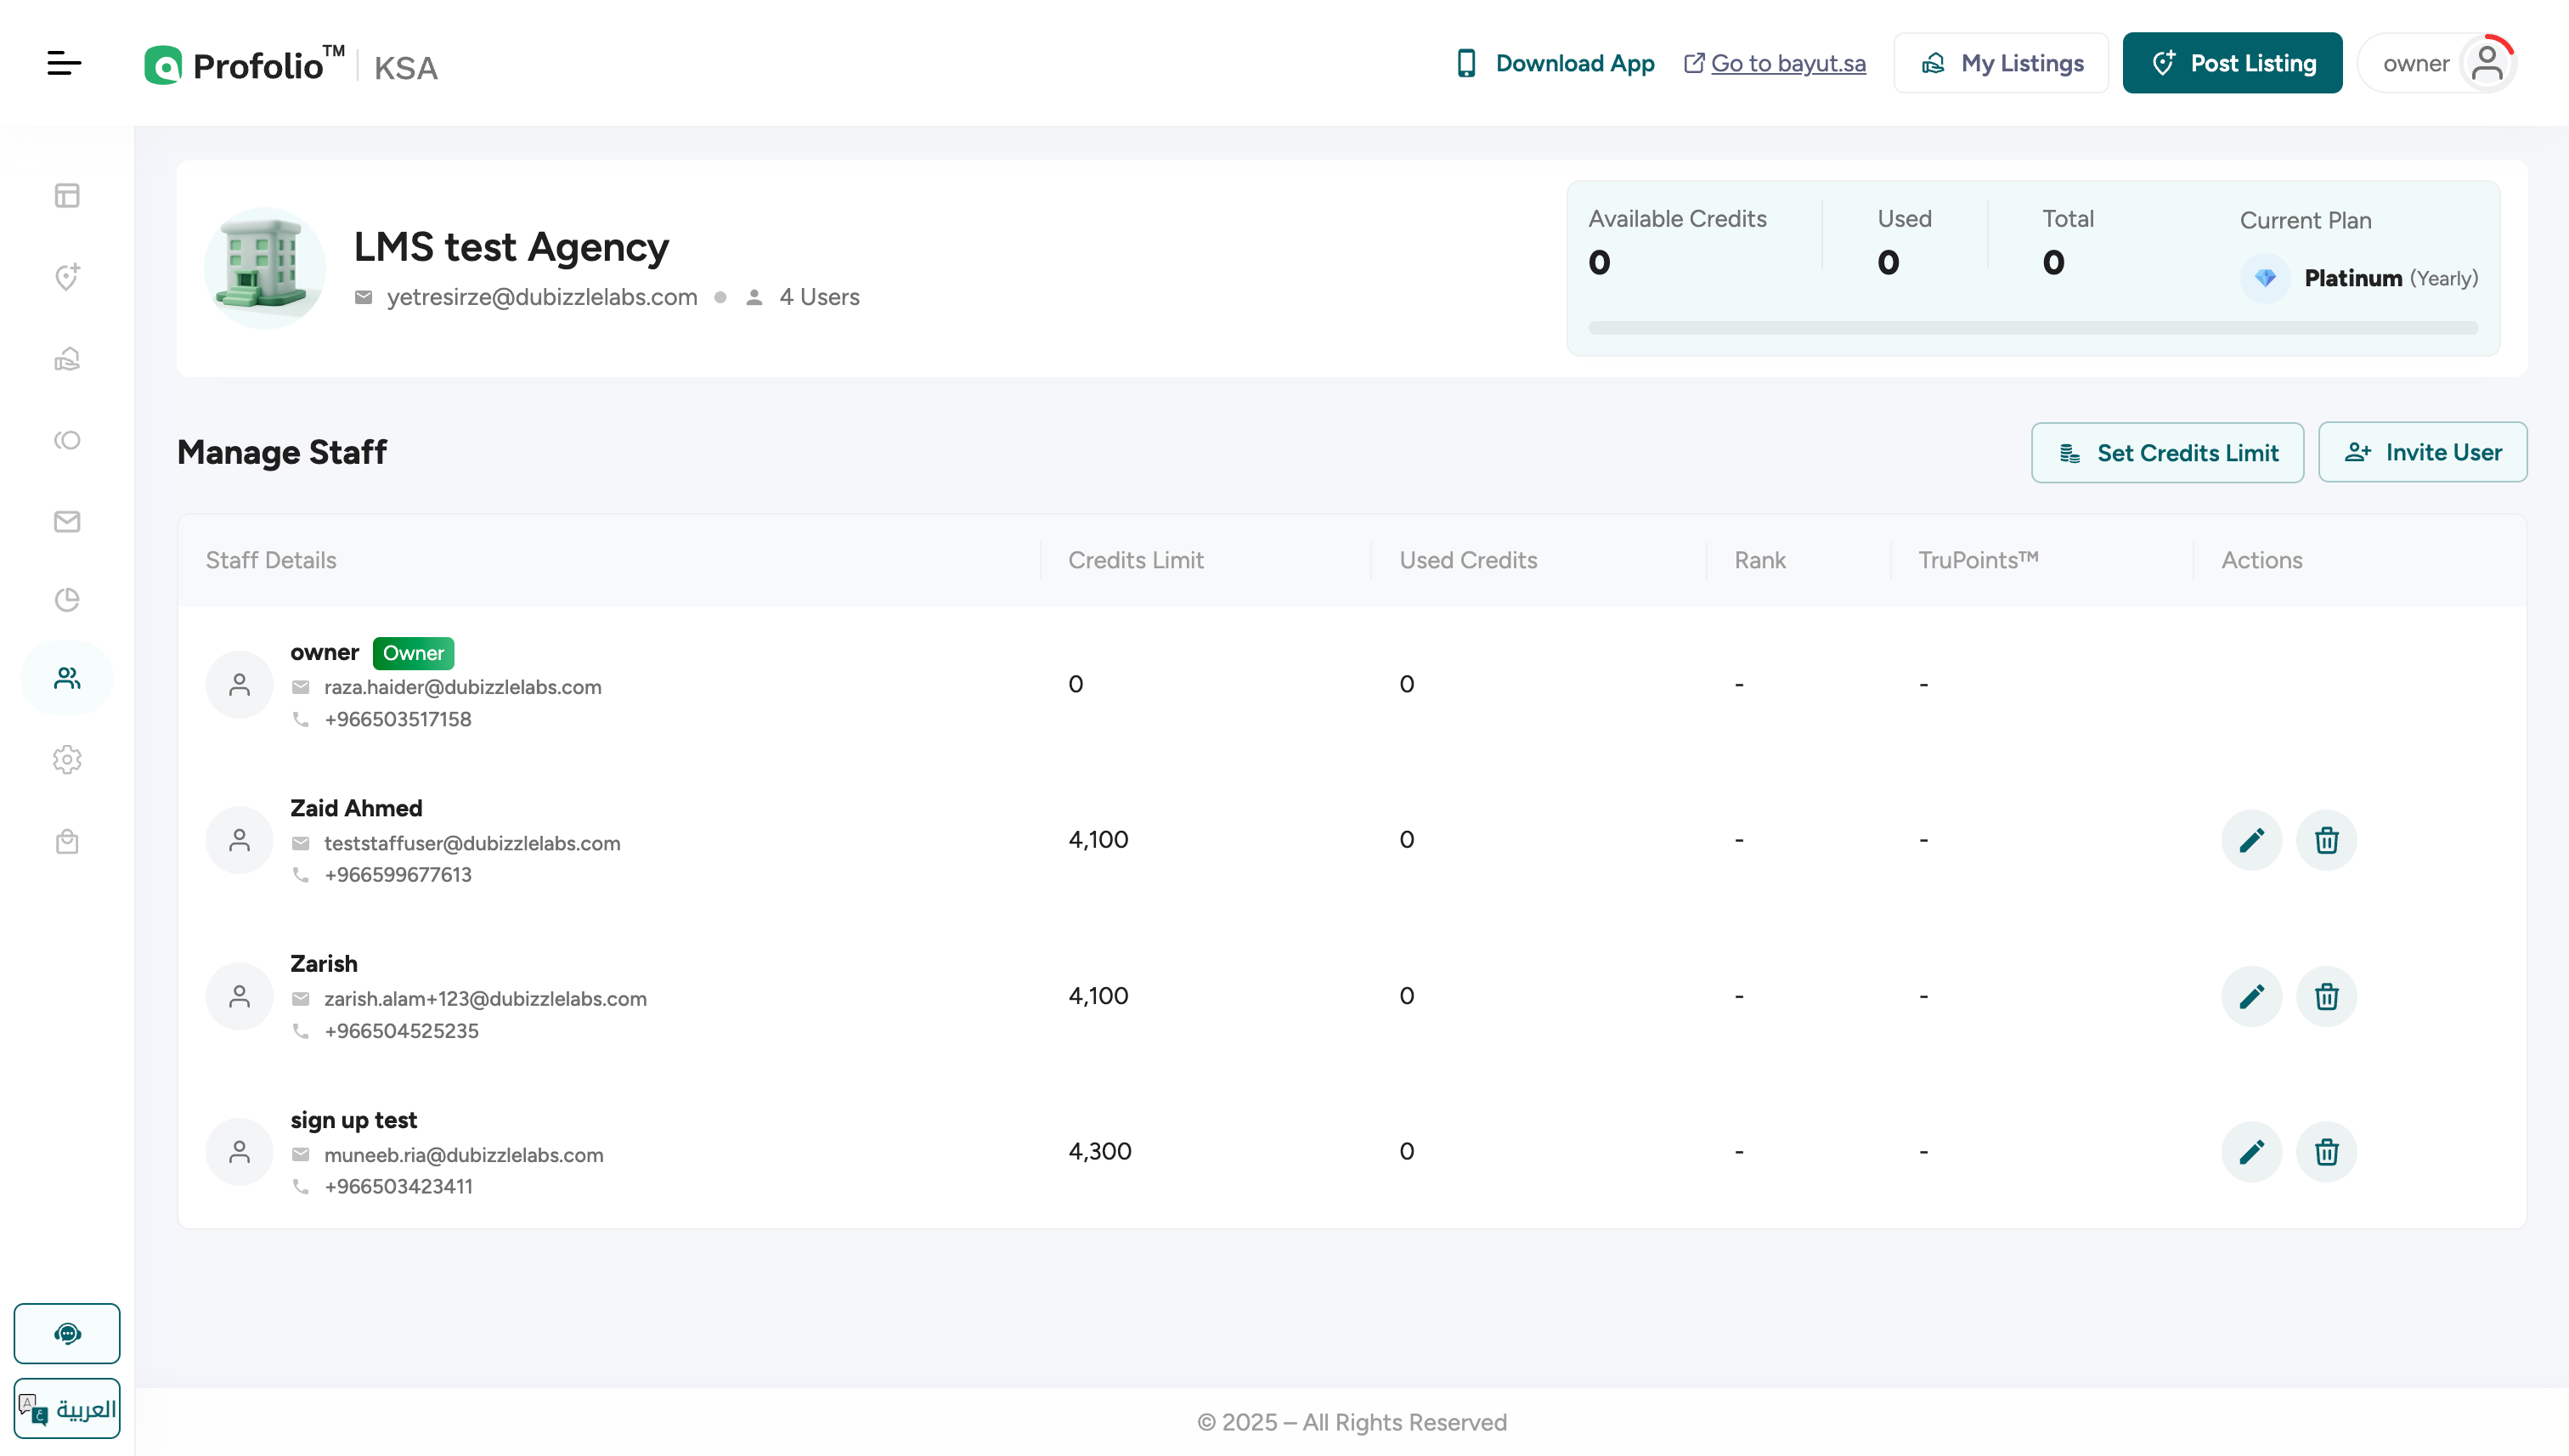 Profolio™ | KSA
Download App
Go to bayut.sa
My Listings
Post Listing
owner
LMS test Agency
yetresirze@dubizzlelabs.com
4 Users
Available Credits
0
Used
0
Total
0
Current Plan
Platinum (Yearly)
Manage Staff
Set Credits Limit
Invite User
Staff Details
Credits Limit
Used Credits
Rank
TruPoints™
Actions
owner Owner
raza.haider@dubizzlelabs.com
+966503517158
0
0
-
-
Zaid Ahmed
teststaffuser@dubizzlelabs.com
+966599677613
4,100
0
-
-
Zarish
zarish.alam+123@dubizzlelabs.com
+966504525235
4,100
0
-
-
sign up test
muneeb.ria@dubizzlelabs.com
+966503423411
4,300
0
-
-
A ع العربية
© 2025 – All Rights Reserved